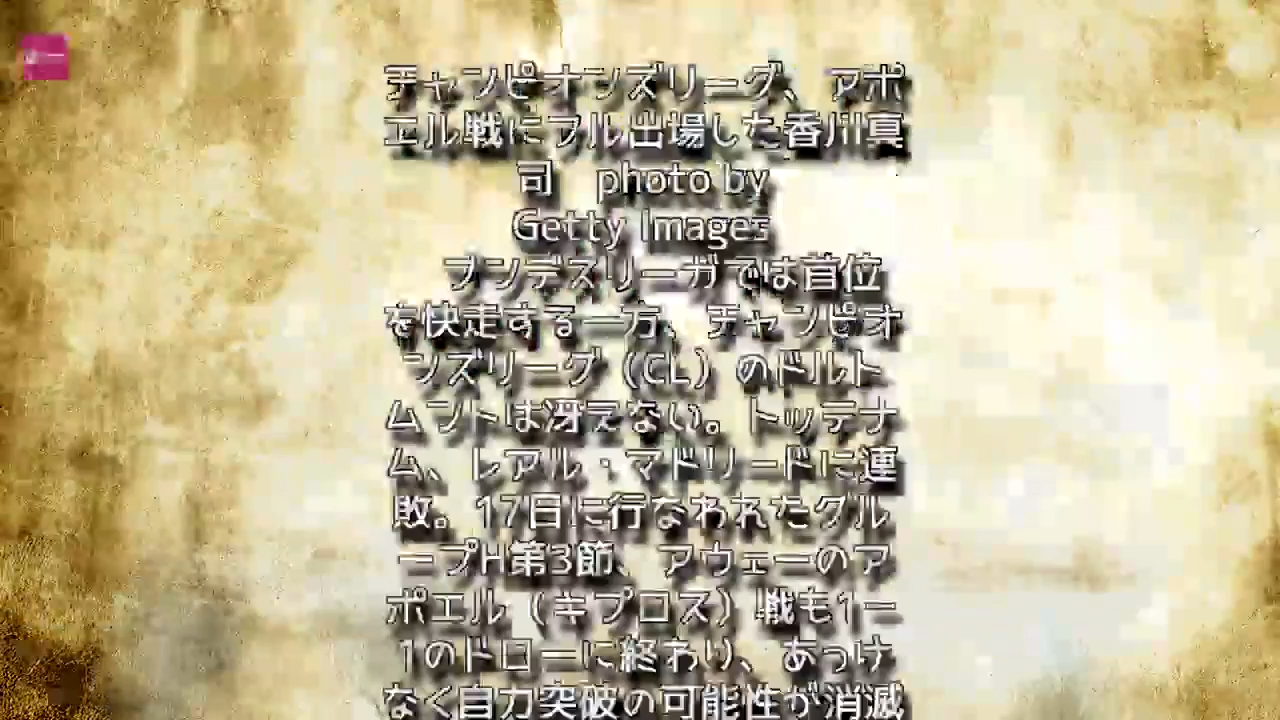 チャンピオンズリーグ、アポ
エル戦にフル出場した香川真
司　photo by
Getty Images
ブンデスリーガでは首位
を快走する一方、チャンピオ
ンズリーグ（CL）のドルト
ムントは冴えない。トッテナ
ム、レアル・マドリードに連
敗。17日に行なわれたグル
ープH第3節、アウェーのア
ポエル（キプロス）戦も1－
1のドローに終わり、あっけ
なく自力突破の可能性が消滅